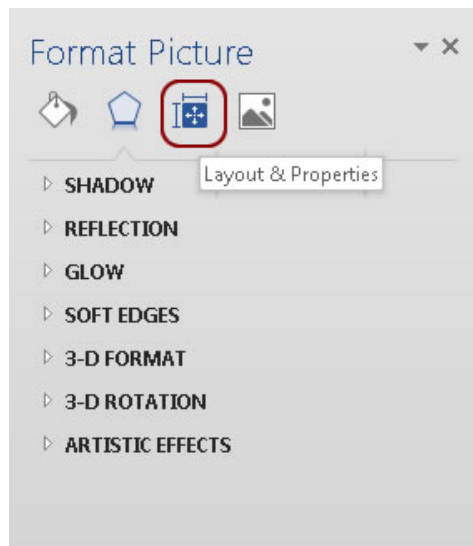 Format Picture
Layout & Properties
SHADOW
REFLECTION
GLOW
SOFT EDGES
3-D FORMAT
3-D ROTATION
ARTISTIC EFFECTS